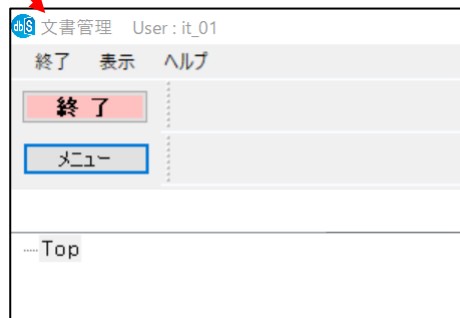 dbS 文書管理 User : it_01
終了 表示 ヘルプ
終 了
メニュー
Top